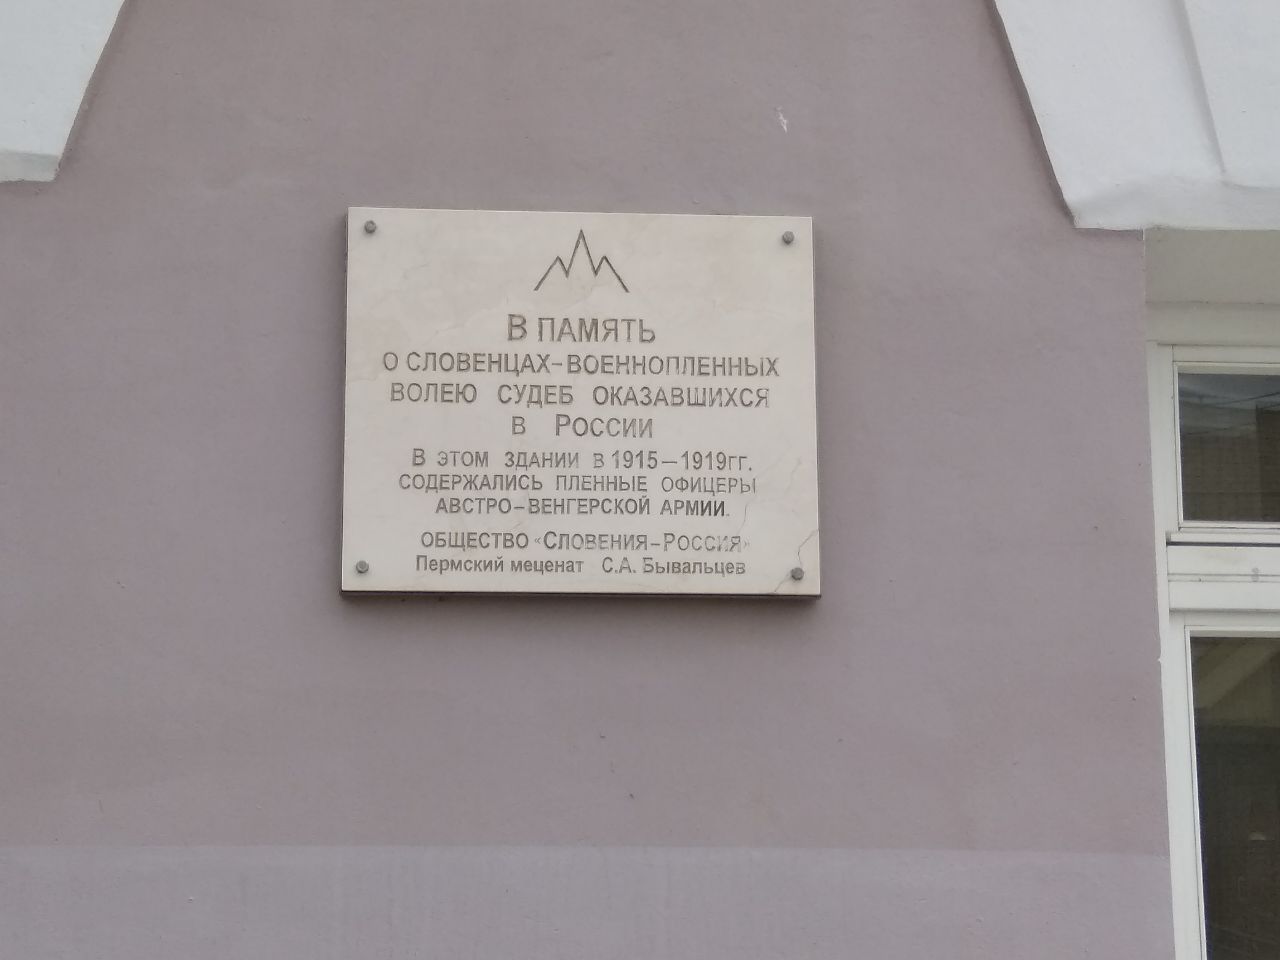 В ПАМЯТЬ
О СЛОВЕНЦАХ-ВОЕННОПЛЕННЫХ
ВОЛЕЮ СУДЕБ ОКАЗАВШИХСЯ
В РОССИИ
В ЭТОМ ЗДАНИИ В 1915-1919ГГ.
СОДЕРЖАЛИСЬ ПЛЕННЫЕ ОФИЦЕРЫ
АВСТРО-ВЕНГЕРСКОЙ АРМИИ.
ОБЩЕСТВО «СЛОВЕНИЯ-РОССИЯ»
Пермский меценат С.А. Бывальцев